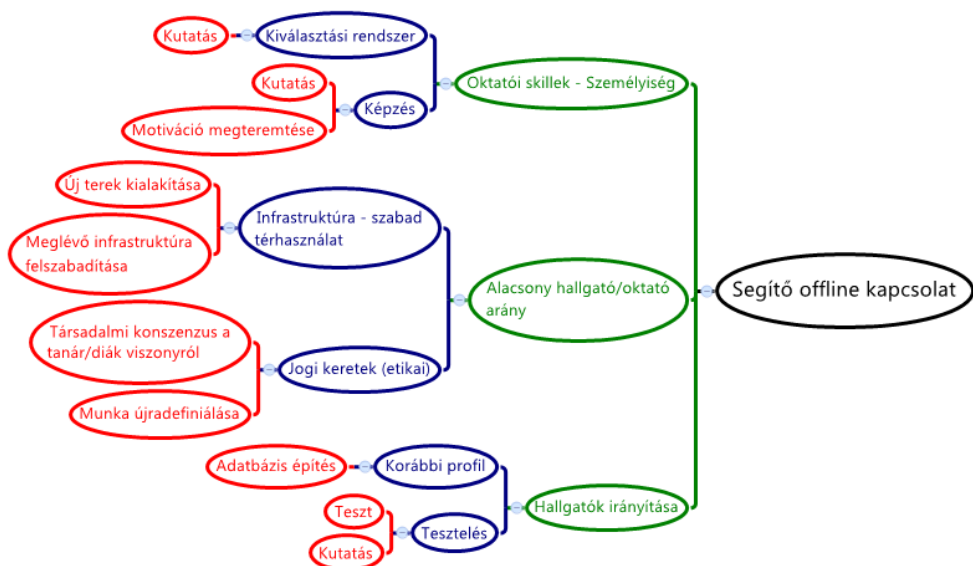 Kutatás
Kiválasztási rendszer
Kutatás
Képzés
Motiváció megteremtése
Oktatói skillek - Személyiség
Új terek kialakítása
Meglévő infrastruktúra
felszabadítása
Infrastruktúra - szabad
térhasználat
Társadalmi konszenzus a
tanár/diák viszonyról
Munka újradefiniálása
Jogi keretek (etikai)
Alacsony hallgató/oktató
arány
Segítő offline kapcsolat
Adatbázis építés
Korábbi profil
Teszt
Kutatás
Tesztelés
Hallgatók irányítása